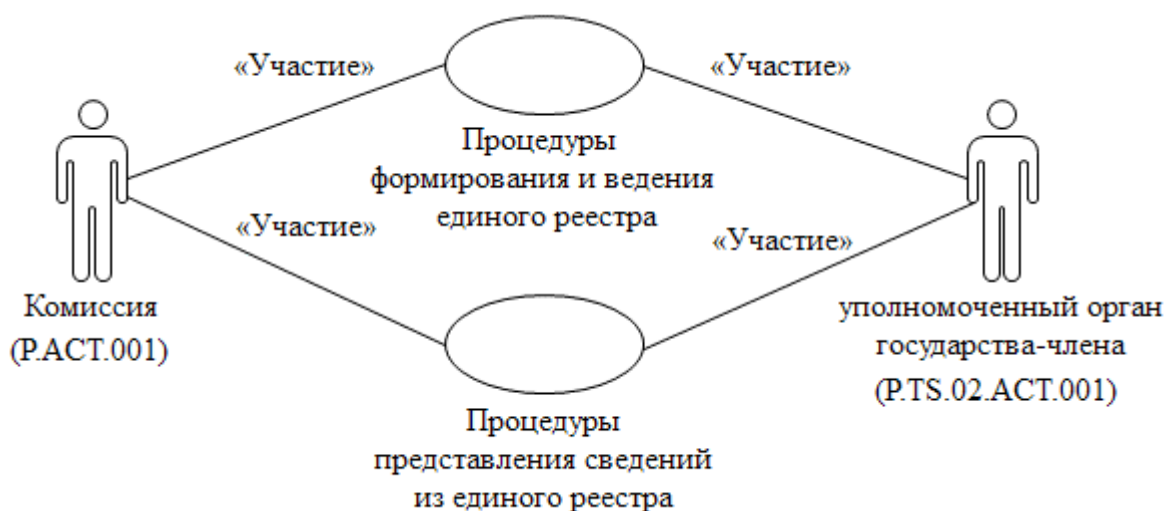 «Участие»
«Участие»
Процедуры
формирования и ведения
единого реестра
«Участие»
«Участие»
Комиссия
(P.ACT.001)
уполномоченный орган
государства-члена
(P.TS.02.ACT.001)
Процедуры
представления сведений
из единого реестра